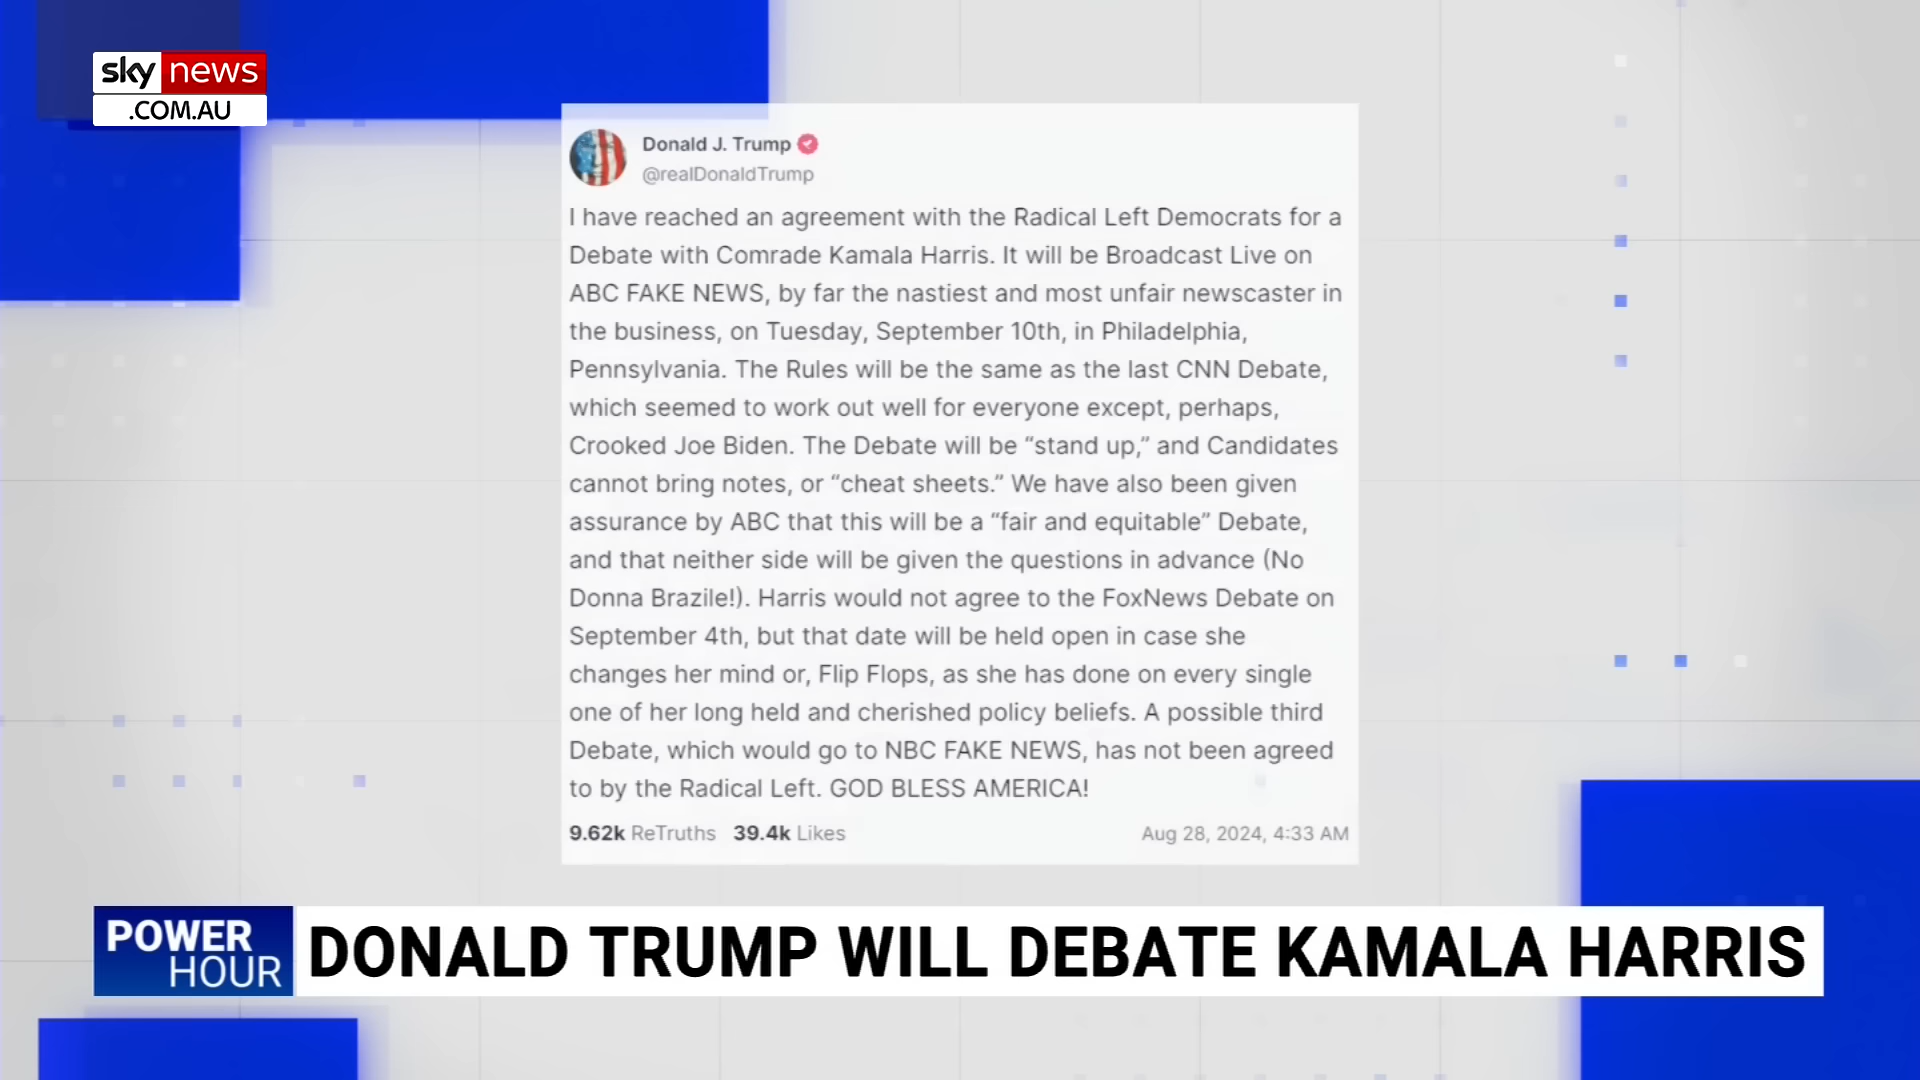 sky news
.COM.AU
Donald J. Trump
@realDonaldTrump
I have reached an agreement with the Radical Left Democrats for a
Debate with Comrade Kamala Harris. It will be Broadcast Live on
ABC FAKE NEWS, by far the nastiest and most unfair newscaster in
the business, on Tuesday, September 10th, in Philadelphia,
Pennsylvania. The Rules will be the same as the last CNN Debate,
which seemed to work out well for everyone except, perhaps,
Crooked Joe Biden. The Debate will be “stand up,” and Candidates
cannot bring notes, or “cheat sheets.” We have also been given
assurance by ABC that this will be a “fair and equitable” Debate,
and that neither side will be given the questions in advance (No
Donna Brazile!). Harris would not agree to the FoxNews Debate on
September 4th, but that date will be held open in case she
changes her mind or, Flip Flops, as she has done on every single
one of her long held and cherished policy beliefs. A possible third
Debate, which would go to NBC FAKE NEWS, has not been agreed
to by the Radical Left. GOD BLESS AMERICA!
9.62k ReTruths 39.4k Likes Aug 28, 2024, 4:33 AM
POWER
HOUR
DONALD TRUMP WILL DEBATE KAMALA HARRIS